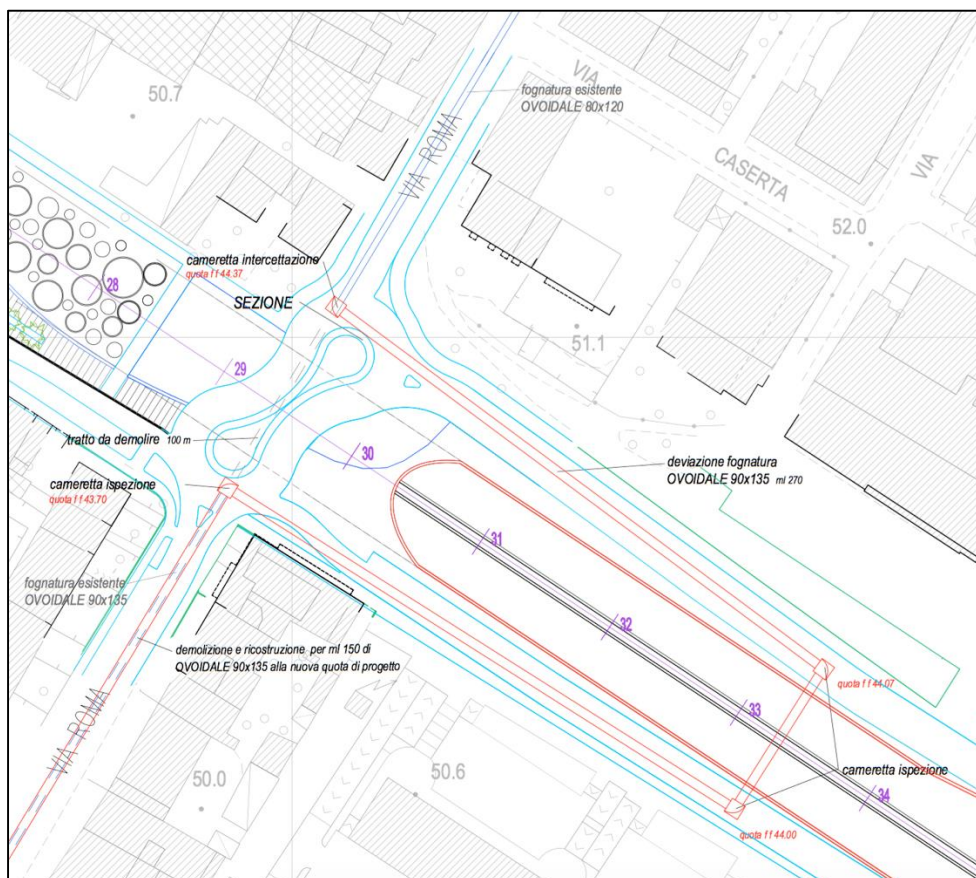 50.7
fognatura esistente
OVOIDALE 80x120
VIA
VIA ROMA
CASERTA
VIA
52.0
cameretta intercettazione
quota f f 44.37
28
SEZIONE
51.1
29
tratto da demolire 100 m
30
deviazione fognatura
OVOIDALE 90x135 ml 270
cameretta ispezione
quota f f 43.70
31
fognatura esistente
OVOIDALE 90x135
32
demolizione e ricostruzione per ml 150 di
OVOIDALE 90x135 alla nuova quota di progetto
quota f f 44.07
VIA ROMA
33
50.0
50.6
cameretta ispezione
34
quota f f 44.00